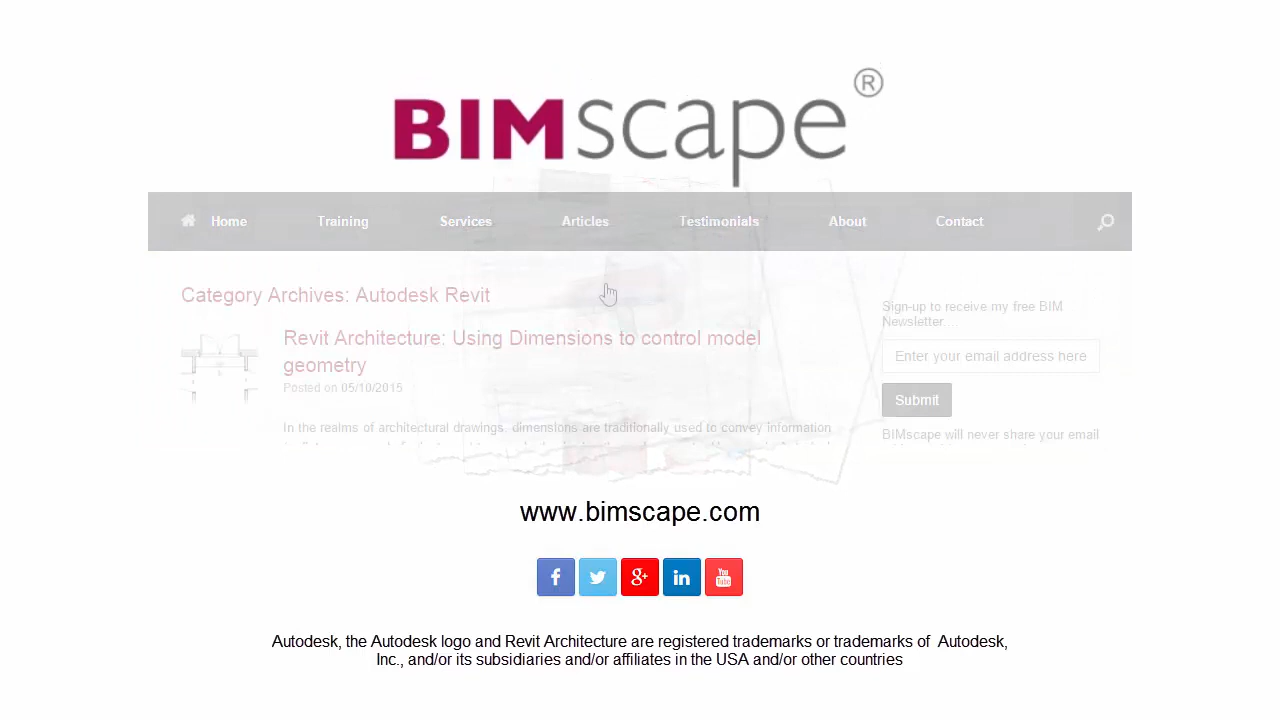 BIMscape®
Home Training Services Articles Testimonials About Contact
Category Archives: Autodesk Revit
Revit Architecture: Using Dimensions to control model
geometry
Posted on 05/10/2015
In the realms of architectural drawings, dimensions are traditionally used to convey information
Sign-up to receive my free BIM
Newsletter....
Enter your email address here
Submit
BIMscape will never share your email
www.bimscape.com
f g+ in You Tube
Autodesk, the Autodesk logo and Revit Architecture are registered trademarks or trademarks of Autodesk,
Inc., and/or its subsidiaries and/or affiliates in the USA and/or other countries